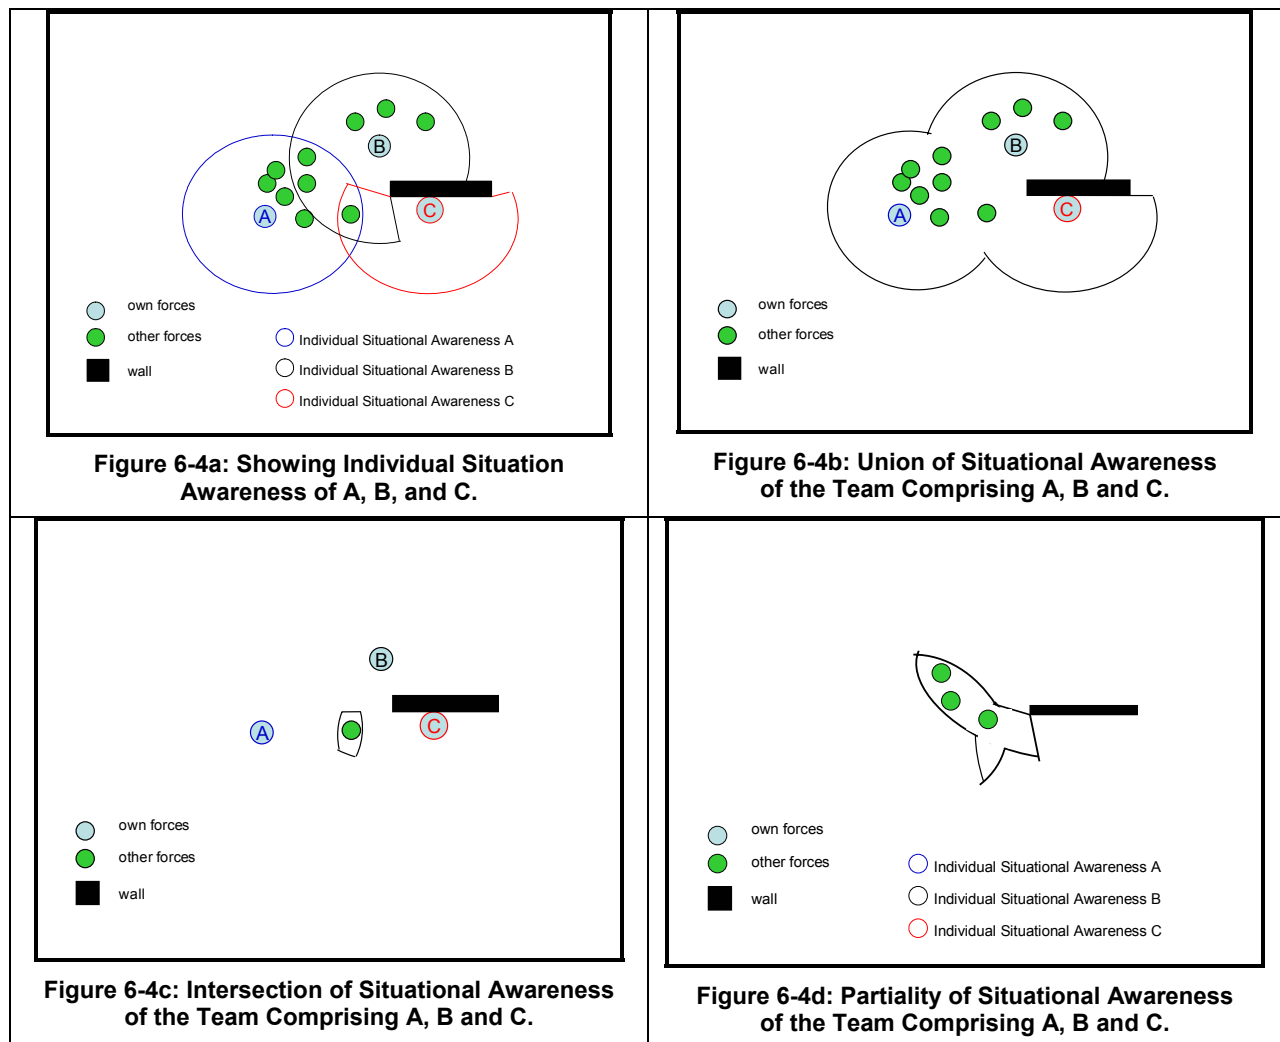 B
A
C
own forces
other forces
wall
Individual Situational Awareness A
Individual Situational Awareness B
Individual Situational Awareness C
Figure 6-4a: Showing Individual Situation
Awareness of A, B, and C.
B
A
C
own forces
other forces
wall
Figure 6-4b: Union of Situational Awareness
of the Team Comprising A, B and C.
B
A
C
own forces
other forces
wall
Figure 6-4c: Intersection of Situational Awareness
of the Team Comprising A, B and C.
own forces
other forces
wall
Individual Situational Awareness A
Individual Situational Awareness B
Individual Situational Awareness C
Figure 6-4d: Partiality of Situational Awareness
of the Team Comprising A, B and C.